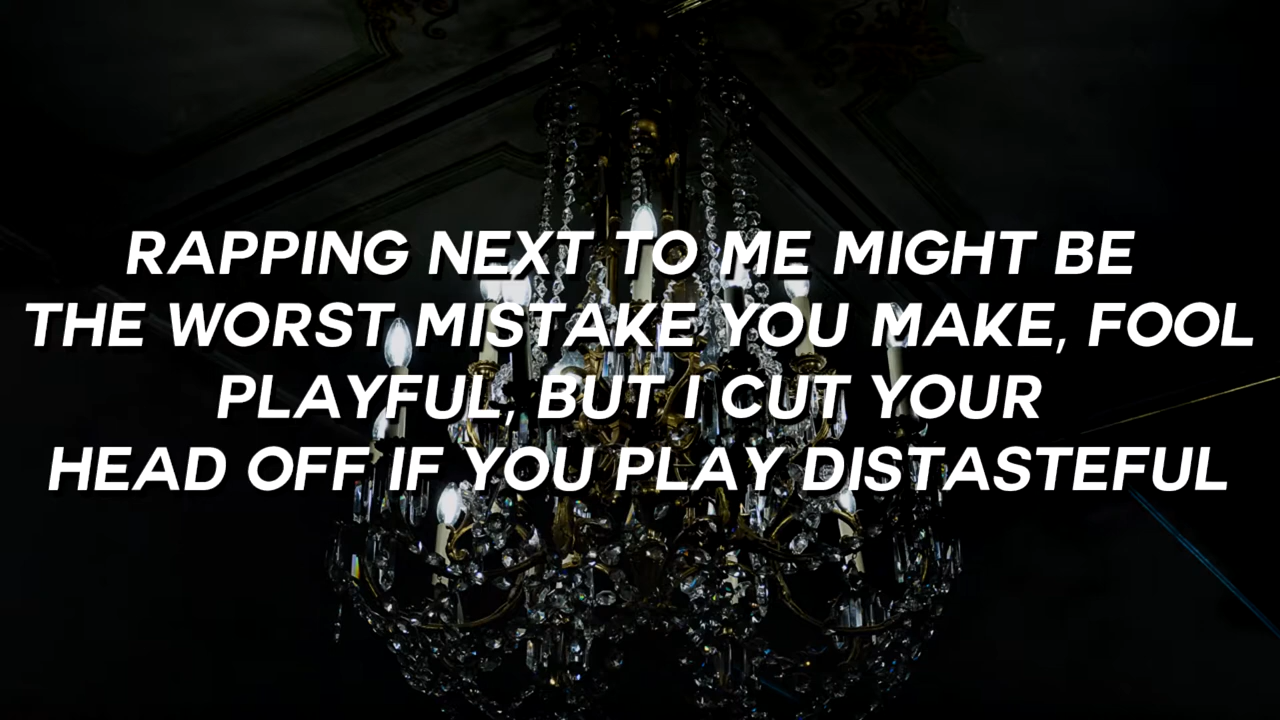 RAPPING NEXT TO ME MIGHT BE
THE WORST MISTAKE YOU MAKE, FOOL
PLAYFUL, BUT I CUT YOUR
HEAD OFF IF YOU PLAY DISTASTEFUL